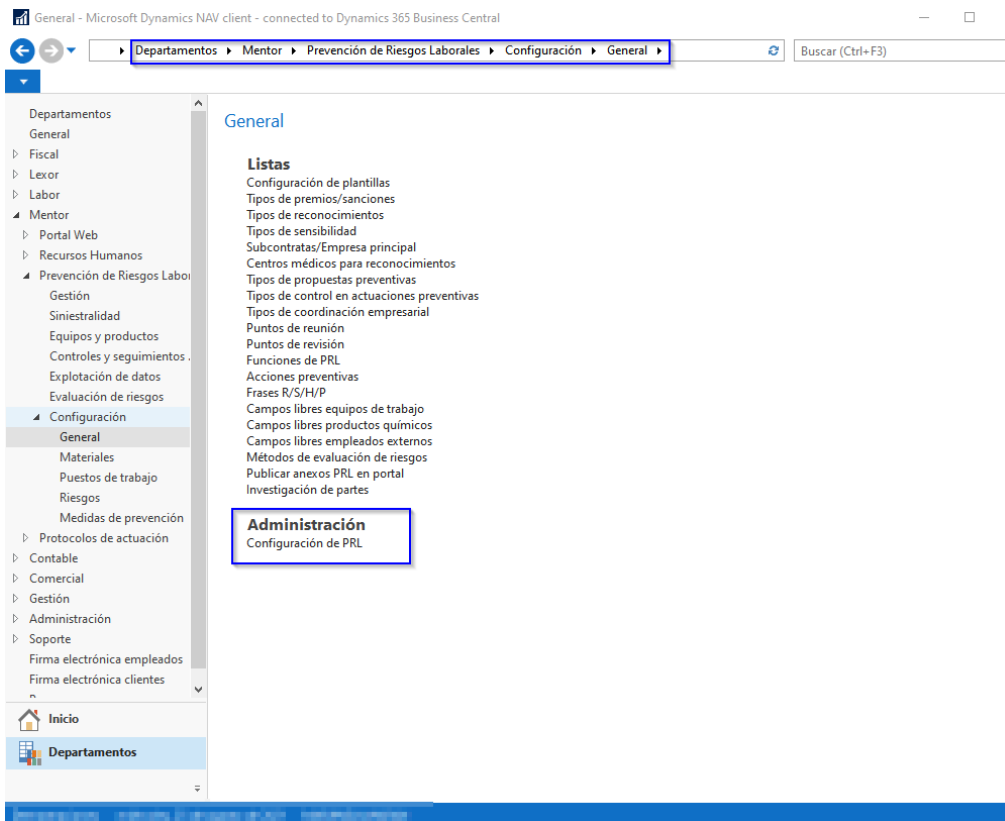 General - Microsoft Dynamics NAV client - connected to Dynamics 365 Business Central
Departamentos Mentor Prevención de Riesgos Laborales Configuración General
Buscar (Ctrl+F3)
Departamentos
General
Fiscal
Lexor
Labor
Mentor
Portal Web
Recursos Humanos
Prevención de Riesgos Labor
Gestión
Siniestralidad
Equipos y productos
Controles y seguimientos .
Explotación de datos
Evaluación de riesgos
Configuración
General
Materiales
Puestos de trabajo
Riesgos
Medidas de prevención
Protocolos de actuación
Contable
Comercial
Gestión
Administración
Soporte
Firma electrónica empleados
Firma electrónica clientes
Inicio
Departamentos
General
Listas
Configuración de plantillas
Tipos de premios/sanciones
Tipos de reconocimientos
Tipos de sensibilidad
Subcontratas/Empresa principal
Centros médicos para reconocimientos
Tipos de propuestas preventivas
Tipos de control en actuaciones preventivas
Tipos de coordinación empresarial
Puntos de reunión
Puntos de revisión
Funciones de PRL
Acciones preventivas
Frases R/S/H/P
Campos libres equipos de trabajo
Campos libres productos químicos
Campos libres empleados externos
Métodos de evaluación de riesgos
Publicar anexos PRL en portal
Investigación de partes
Administración
Configuración de PRL